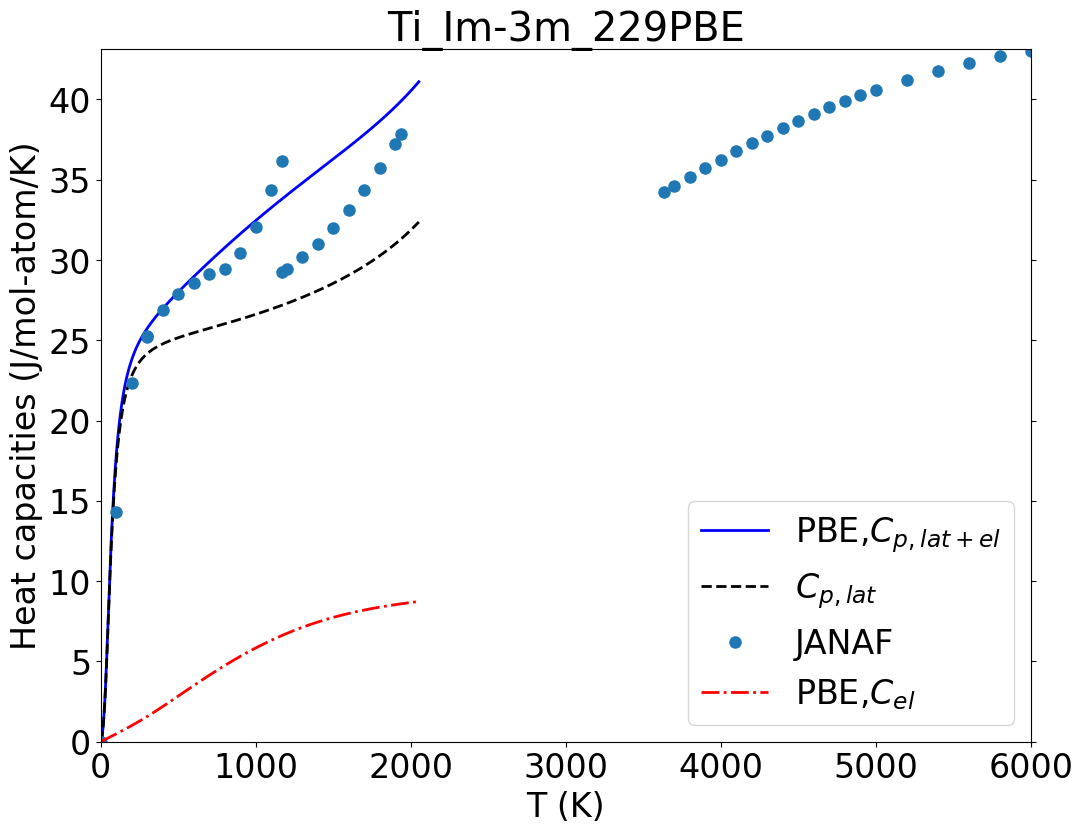 Ti_Im-3m_229PBE
Heat capacities (J/mol-atom/K)
40
35
30
25
20
15
10
5
0
0 1000 2000 3000 4000 5000 6000
T (K)
PBE,C_{p,lat+el}
C_{p,lat}
JANAF
PBE,C_{el}